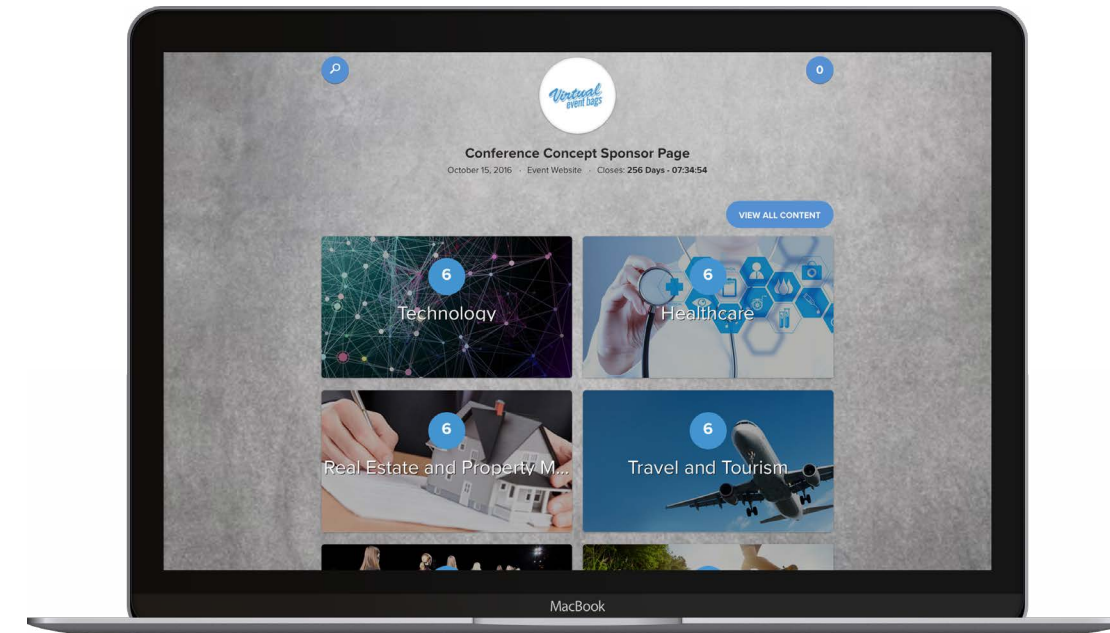 0
Virtual
event bags
Conference Concept Sponsor Page
October 15, 2016 · Event Website · Closes: 256 Days - 07:34:54
VIEW ALL CONTENT
6
Technology
6
Healthcare
6
Real Estate and Property M...
6
Travel and Tourism
MacBook